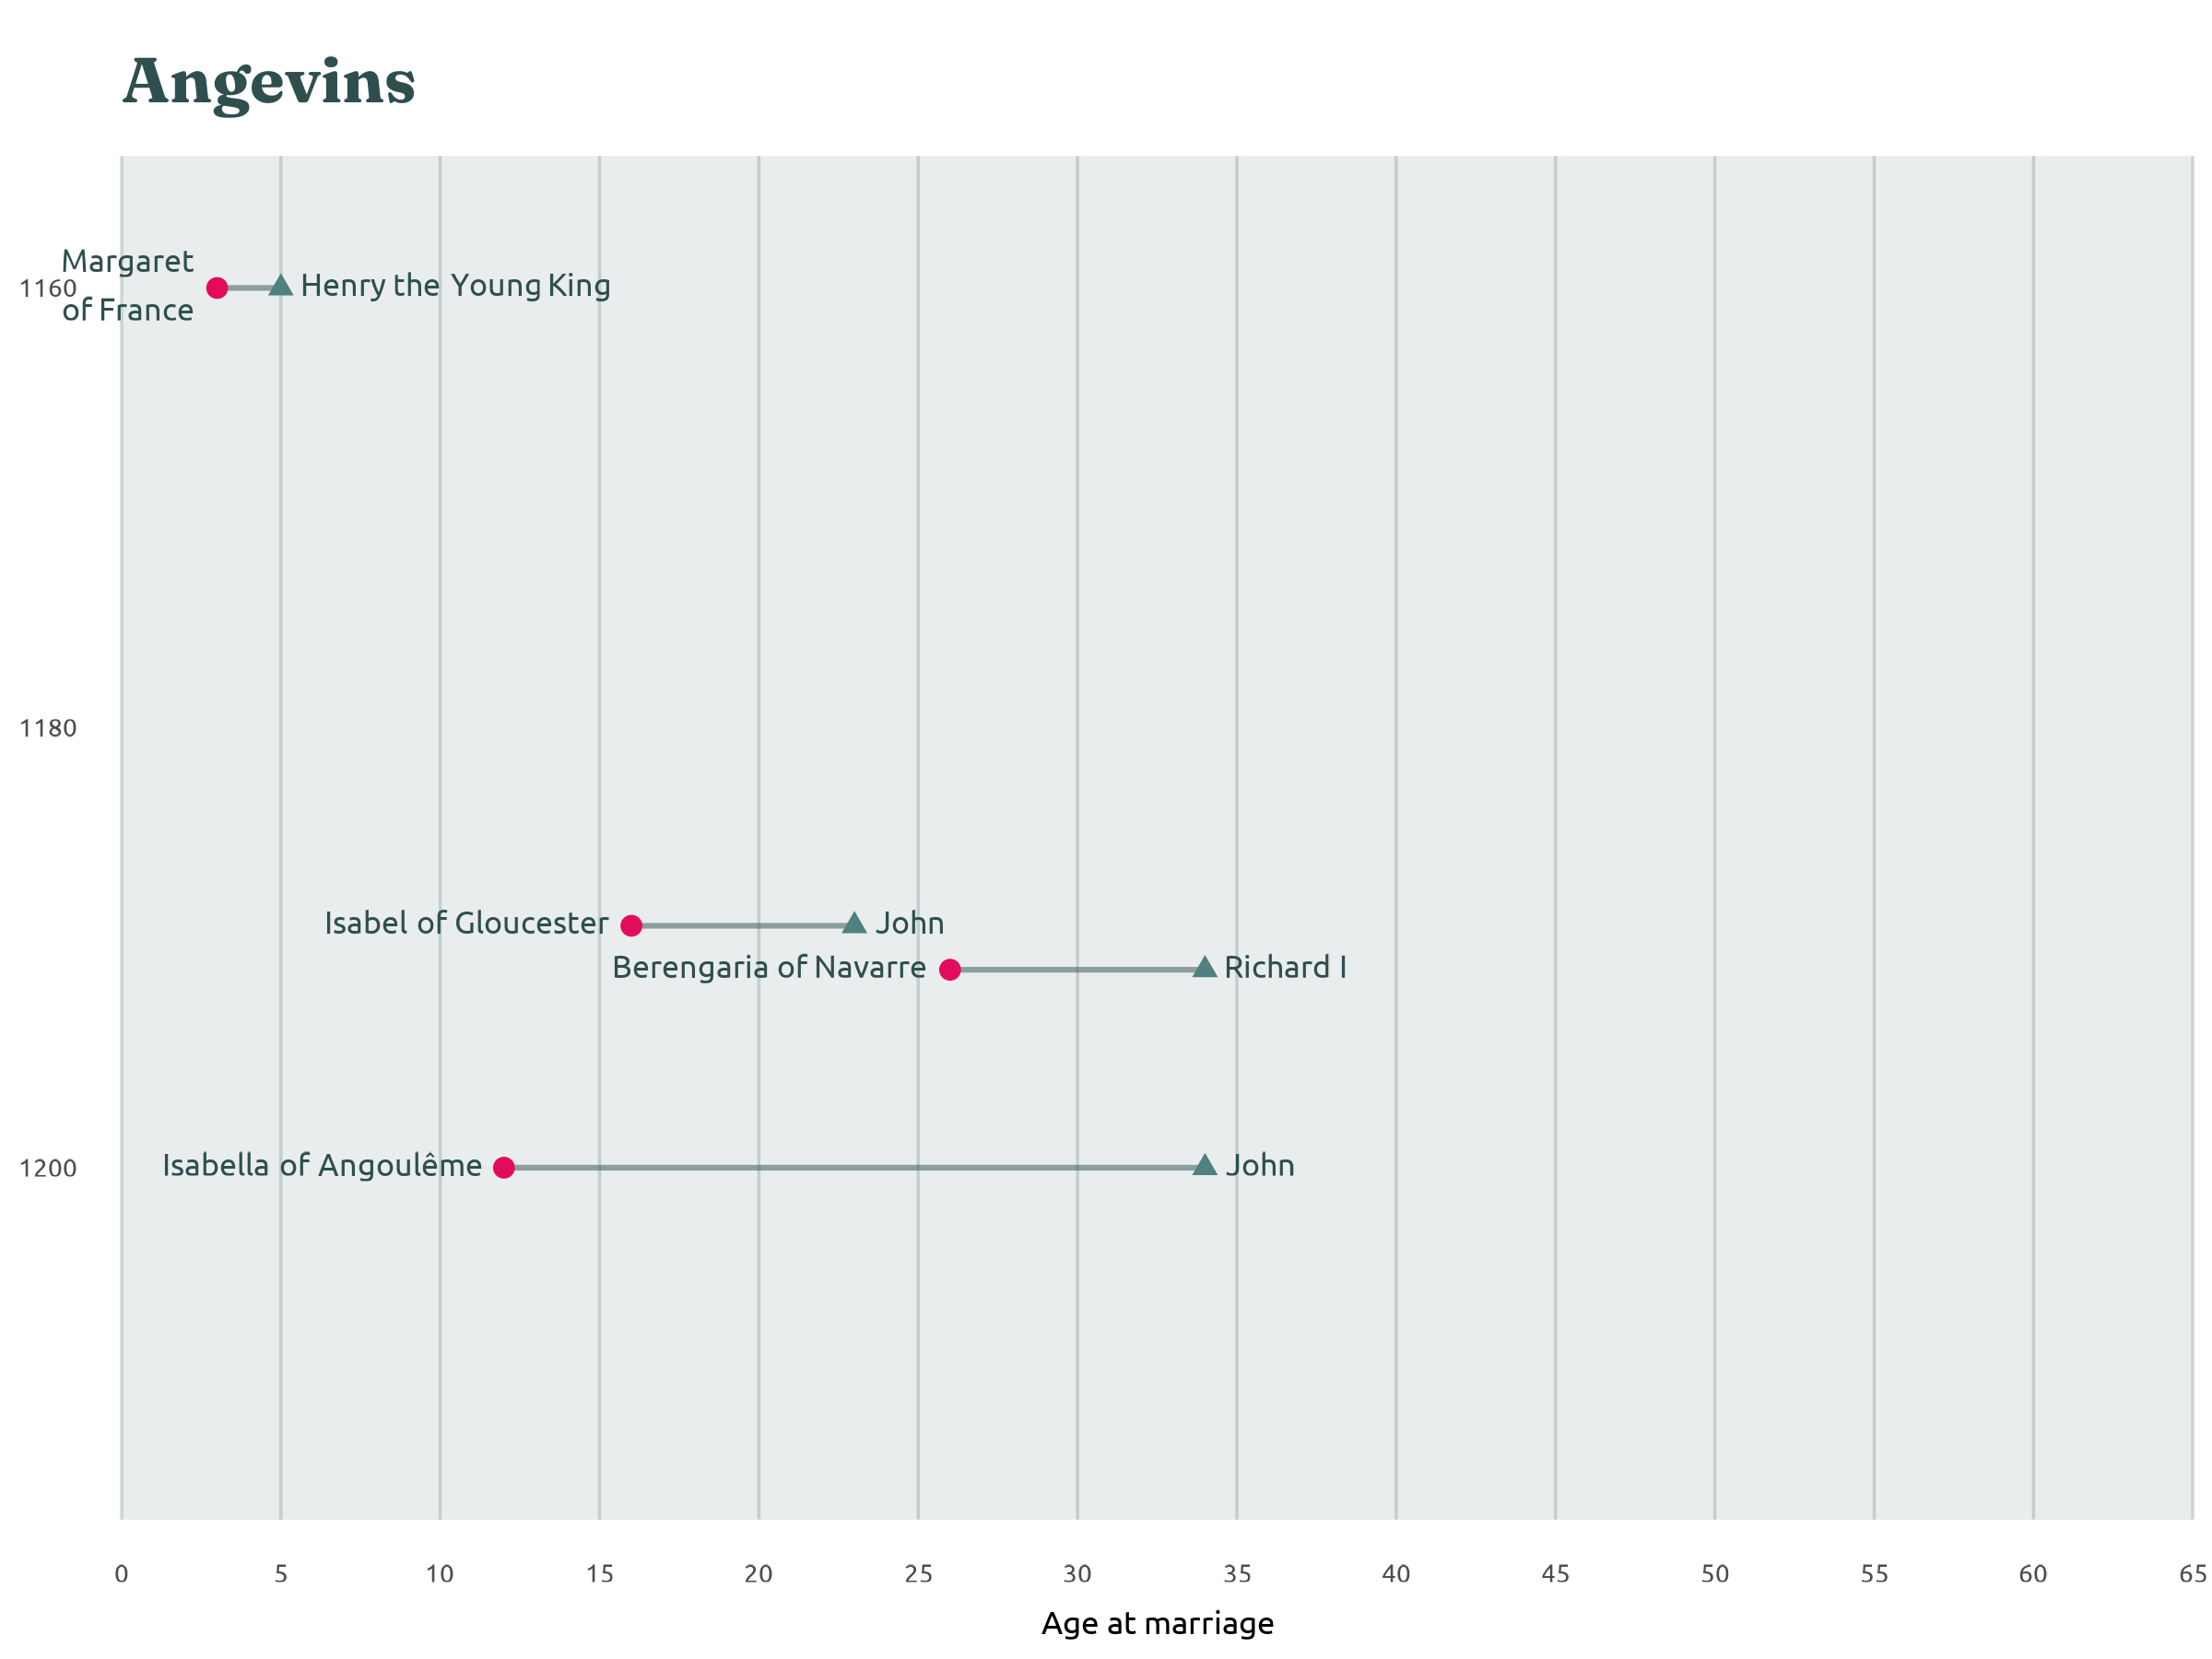 Angevins
Margaret
of France
1160
Henry the Young King
1180
Isabel of Gloucester
John
Berengaria of Navarre
Richard I
1200
Isabella of Angoulême
John
0 5 10 15 20 25 30 35 40 45 50 55 60 65
Age at marriage